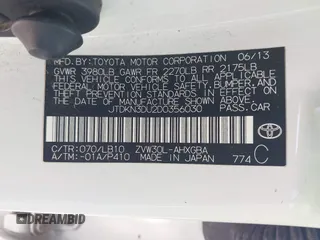 MFD.BY:TOYOTA MOTOR CORPORATION 06/13
GVWR 3980LB GAWR FR 2270LB RR 2175LB
THIS VEHICLE CONFORMS TO ALL APPLICABLE
FEDERAL MOTOR VEHICLE SAFETY, BUMPER, AND
THEFT PREVENTION STANDARDS IN EFFECT ON
THE DATE OF MANUFACTURE SHOWN ABOVE.
JTDKN3DU2D0356030
PASS. CAR
C/TR:070/LB10 ZVW30L-AHXGBA
A/TM:-01A/P410 MADE IN JAPAN 774 C
TOYOTA
DRIVEABID